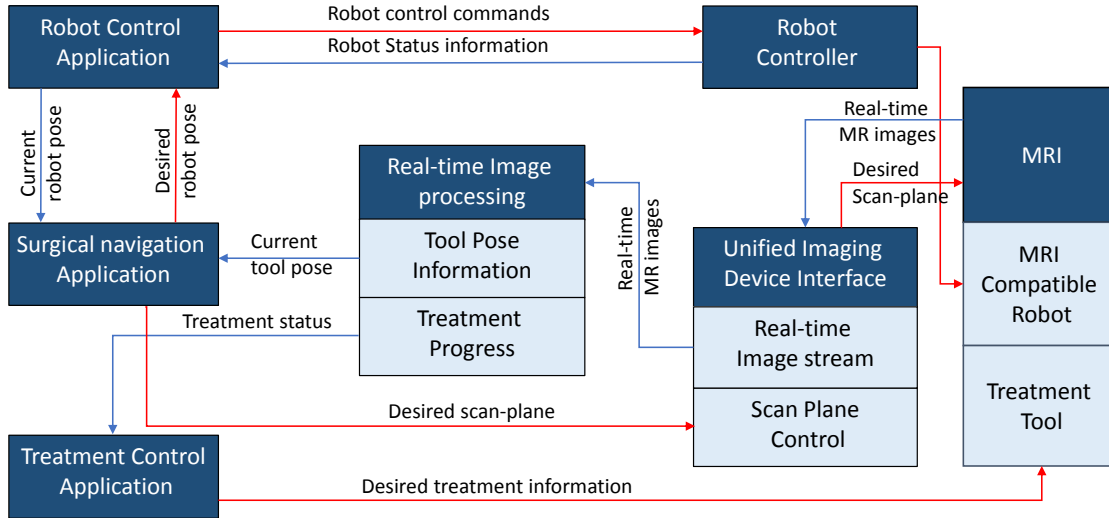 Robot Control
Application
Robot control commands
Robot Status information
Robot
Controller
Current
robot pose
Desired
robot pose
Real-time
MR images
MRI
Desired
Scan-plane
Real-time Image
processing
Tool Pose
Information
Treatment
Progress
Surgical navigation
Application
Current
tool pose
Real-time
MR images
Unified Imaging
Device Interface
Real-time
Image stream
Scan Plane
Control
MRI
Compatible
Robot
Treatment
Tool
Treatment status
Desired scan-plane
Treatment Control
Application
Desired treatment information